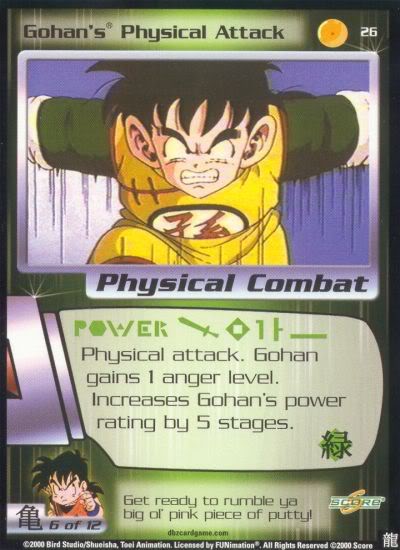 Gohan's® Physical Attack 26
孫
Physical Combat
POWER
Physical attack. Gohan
gains 1 anger level.
Increases Gohan's power
rating by 5 stages.
緑
亀 6 of 12
Get ready to rumble ya
big ol' pink piece of putty!
SCORE
dbzcardgame.com
©2000 Bird Studio/Shueisha, Toei Animation. Licensed by FUNimation®. All Rights Reserved ©2000 Score
龍